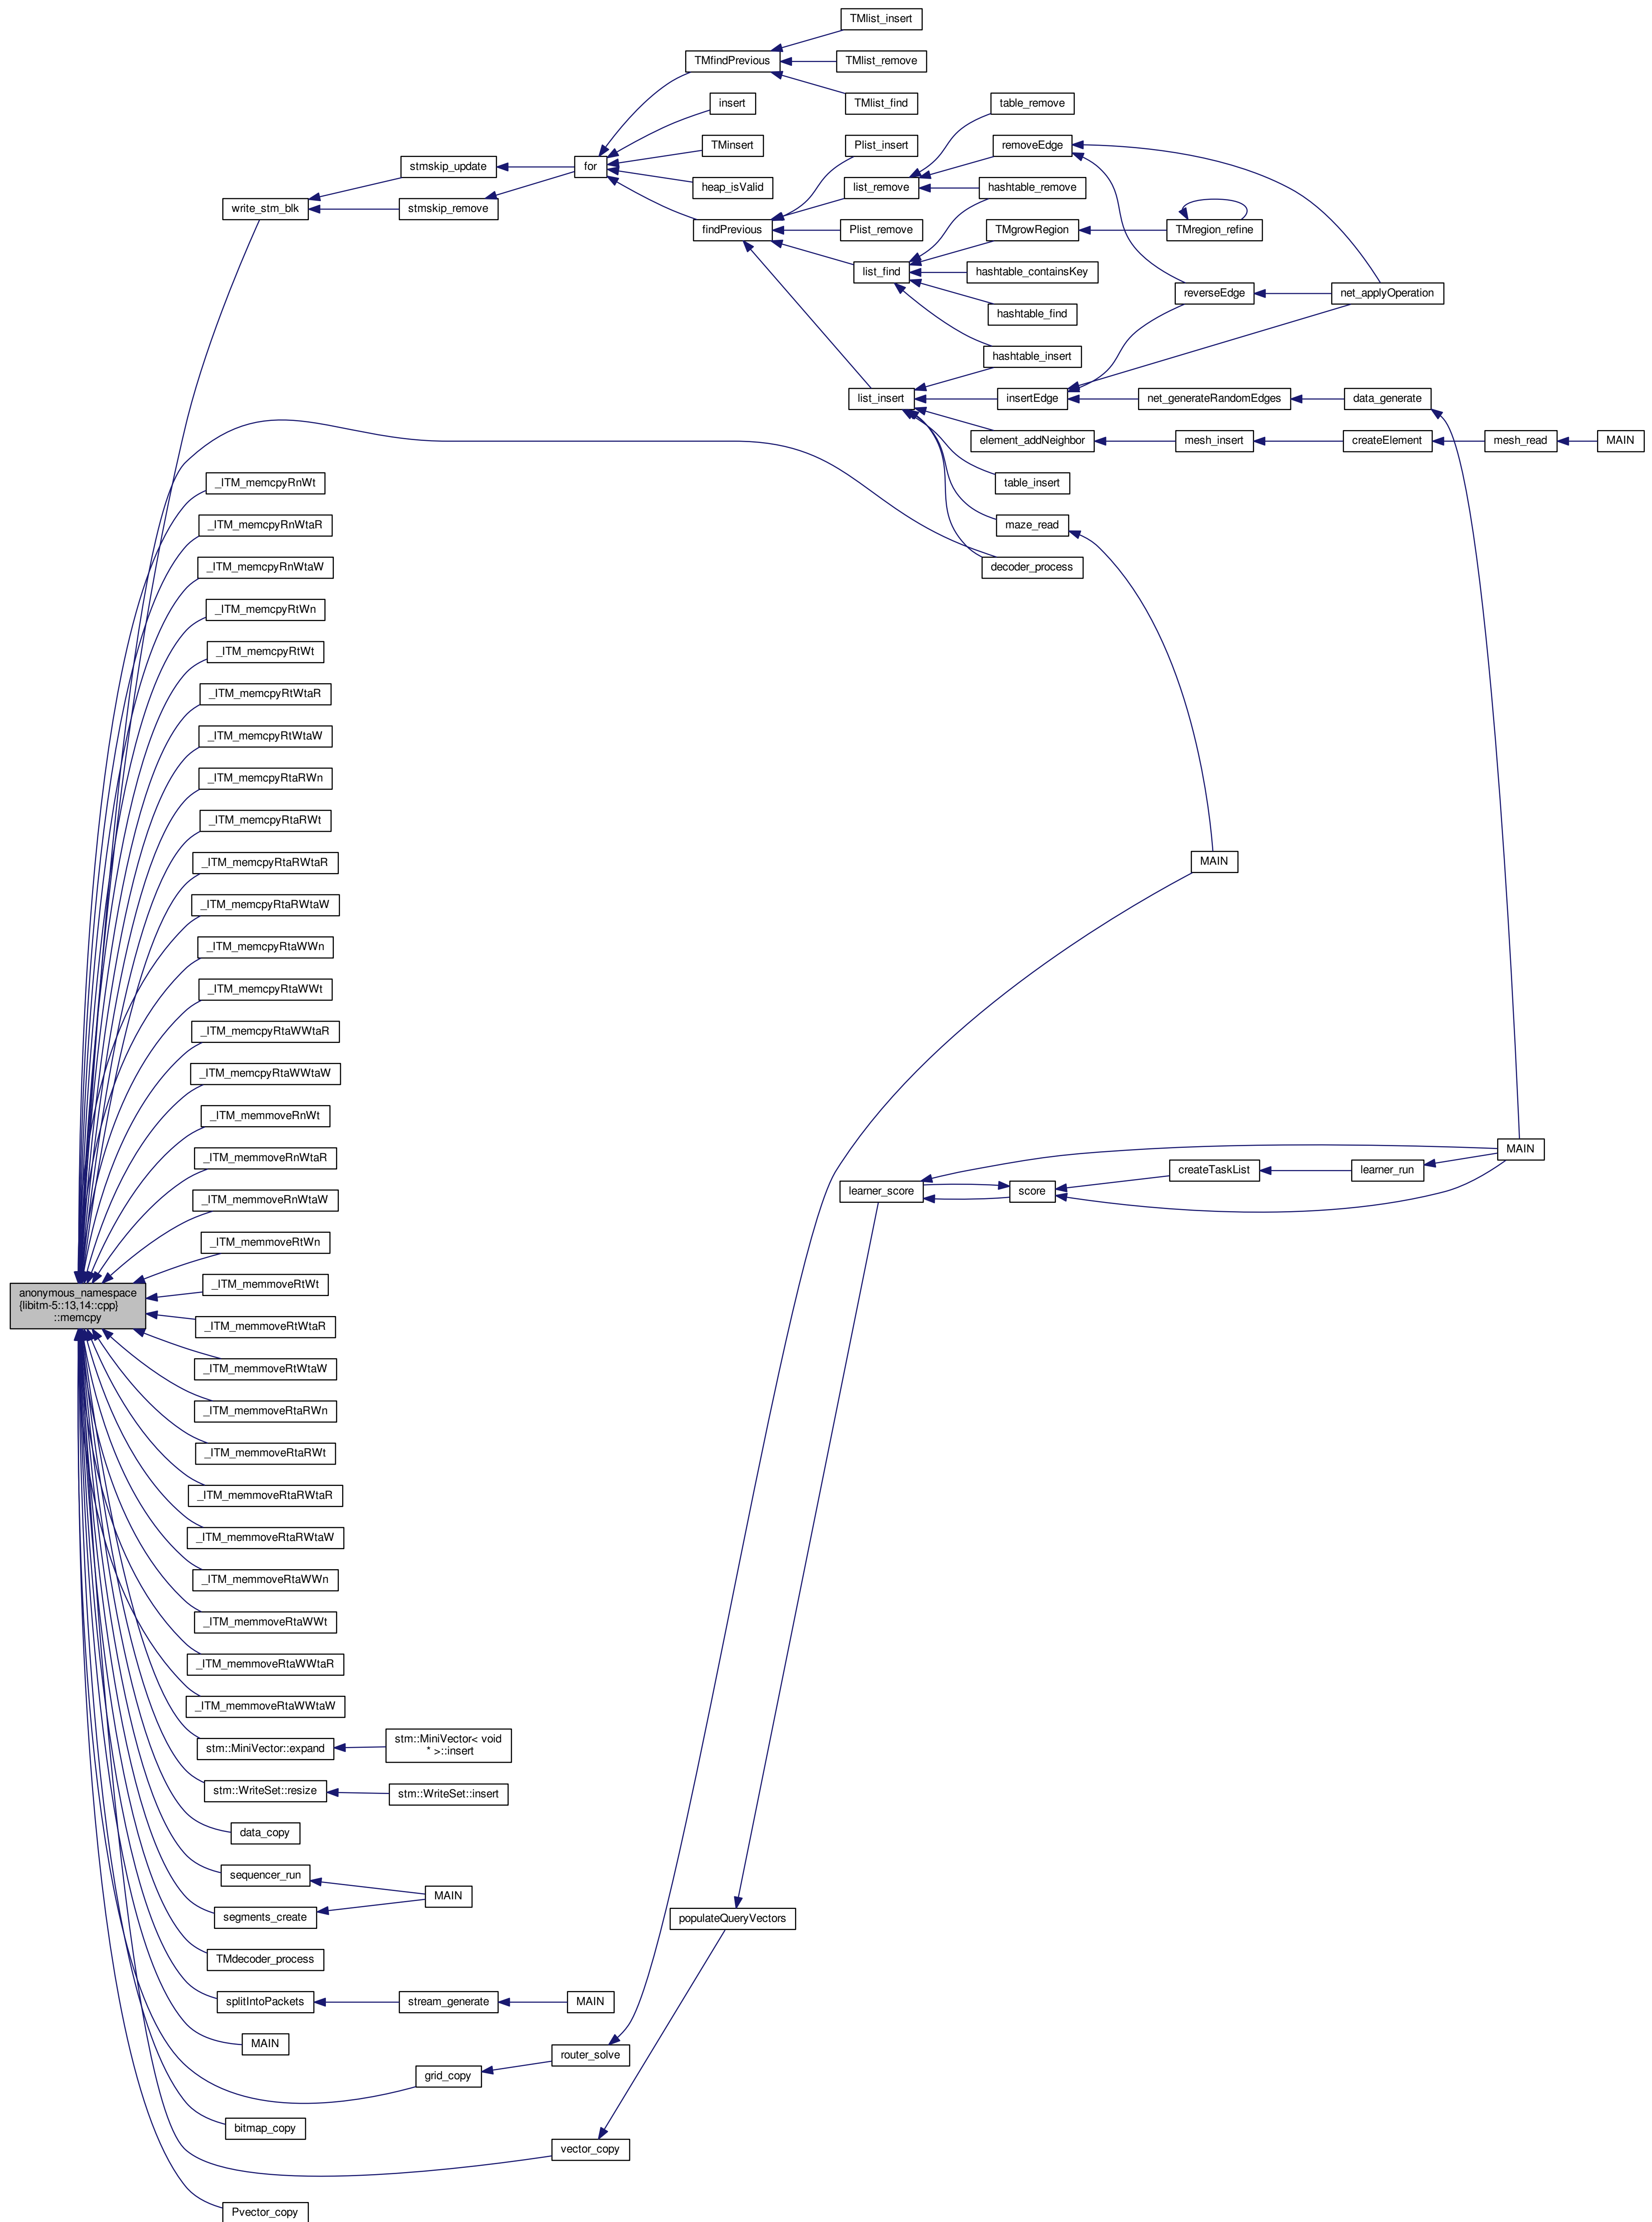 TMlist_insert
TMfindPrevious
TMlist_remove
insert
table_remove
TMlist_find
TMinsert
Plist_insert
removeEdge
stmskip_update
for
heap_isValid
list_remove
hashtable_remove
write_stm_blk
stmskip_remove
findPrevious
Plist_remove
TMgrowRegion
TMregion_refine
list_find
hashtable_containsKey
reverseEdge
net_applyOperation
hashtable_find
hashtable_insert
list_insert
insertEdge
net_generateRandomEdges
data_generate
element_addNeighbor
mesh_insert
createElement
mesh_read
MAIN
table_insert
maze_read
decoder_process
_ITM_memcpyRnWt
_ITM_memcpyRnWtaR
_ITM_memcpyRnWtaW
_ITM_memcpyRtWn
_ITM_memcpyRtWt
_ITM_memcpyRtWtaR
_ITM_memcpyRtWtaW
_ITM_memcpyRtaRWn
_ITM_memcpyRtaRWt
_ITM_memcpyRtaRWtaR
MAIN
_ITM_memcpyRtaRWtaW
_ITM_memcpyRtaWWn
_ITM_memcpyRtaWWt
_ITM_memcpyRtaWWtaR
_ITM_memcpyRtaWWtaW
_ITM_memmoveRnWt
_ITM_memmoveRnWtaR
_ITM_memmoveRnWtaW
MAIN
createTaskList
learner_run
learner_score
score
_ITM_memmoveRtWn
_ITM_memmoveRtWt
anonymous_namespace
{libitm-5::13,14::cpp}
::memcpy
_ITM_memmoveRtWtaR
_ITM_memmoveRtWtaW
_ITM_memmoveRtaRWn
_ITM_memmoveRtaRWt
_ITM_memmoveRtaRWtaR
_ITM_memmoveRtaRWtaW
_ITM_memmoveRtaWWn
_ITM_memmoveRtaWWt
_ITM_memmoveRtaWWtaR
_ITM_memmoveRtaWWtaW
stm::MiniVector::expand
stm::MiniVector< void
* >::insert
stm::WriteSet::resize
stm::WriteSet::insert
data_copy
sequencer_run
MAIN
segments_create
populateQueryVectors
TMdecoder_process
splitIntoPackets
stream_generate
MAIN
MAIN
router_solve
grid_copy
bitmap_copy
vector_copy
Pvector_copy